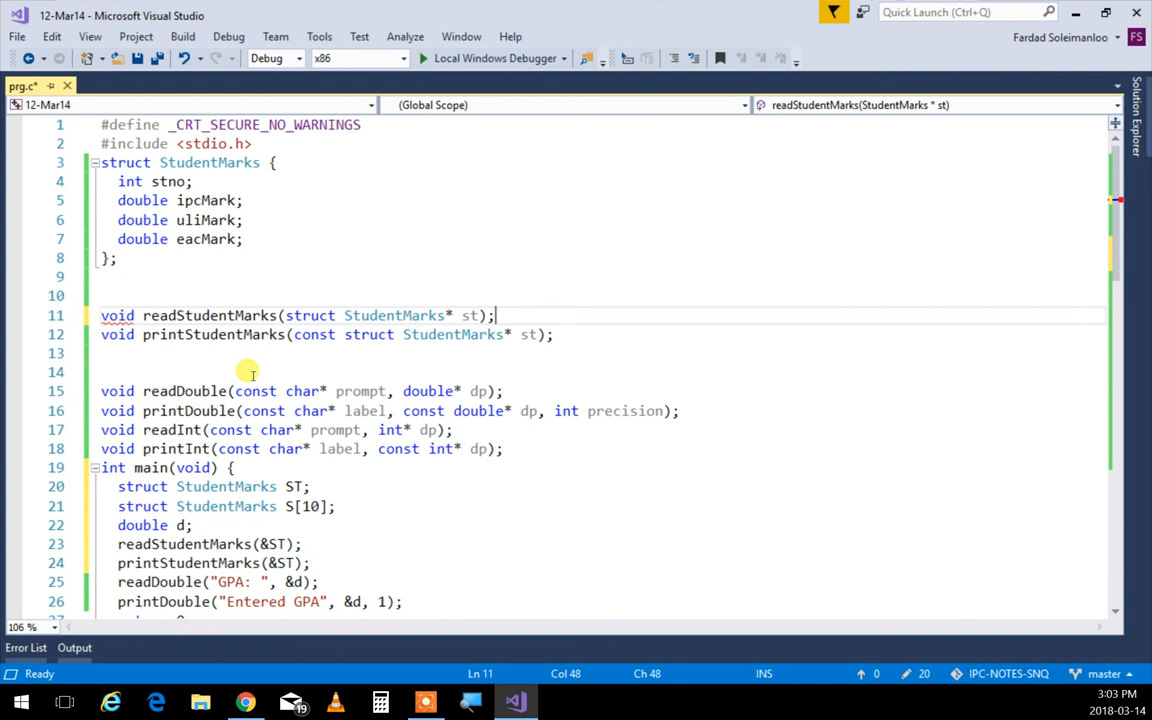 12-Mar14 - Microsoft Visual Studio
Quick Launch (Ctrl+Q)
File Edit View Project Build Debug Team Tools Test Analyze Window Help
Fardad Soleimanloo FS
Debug x86 Local Windows Debugger
prg.c*
12-Mar14 (Global Scope) readStudentMarks(StudentMarks * st)
1 #define _CRT_SECURE_NO_WARNINGS
2 #include <stdio.h>
3 struct StudentMarks {
4 int stno;
5 double ipcMark;
6 double uliMark;
7 double eacMark;
8 };
9
10
11 void readStudentMarks(struct StudentMarks* st);
12 void printStudentMarks(const struct StudentMarks* st);
13
14
15 void readDouble(const char* prompt, double* dp);
16 void printDouble(const char* label, const double* dp, int precision);
17 void readInt(const char* prompt, int* dp);
18 void printInt(const char* label, const int* dp);
19 int main(void) {
20 struct StudentMarks ST;
21 struct StudentMarks S[10];
22 double d;
23 readStudentMarks(&ST);
24 printStudentMarks(&ST);
25 readDouble("GPA: ", &d);
26 printDouble("Entered GPA", &d, 1);
Solution Explorer
106 %
Error List Output
Ready Ln 11 Col 48 Ch 48 INS 0 20 IPC-NOTES-SNQ master
19
3:03 PM
2018-03-14